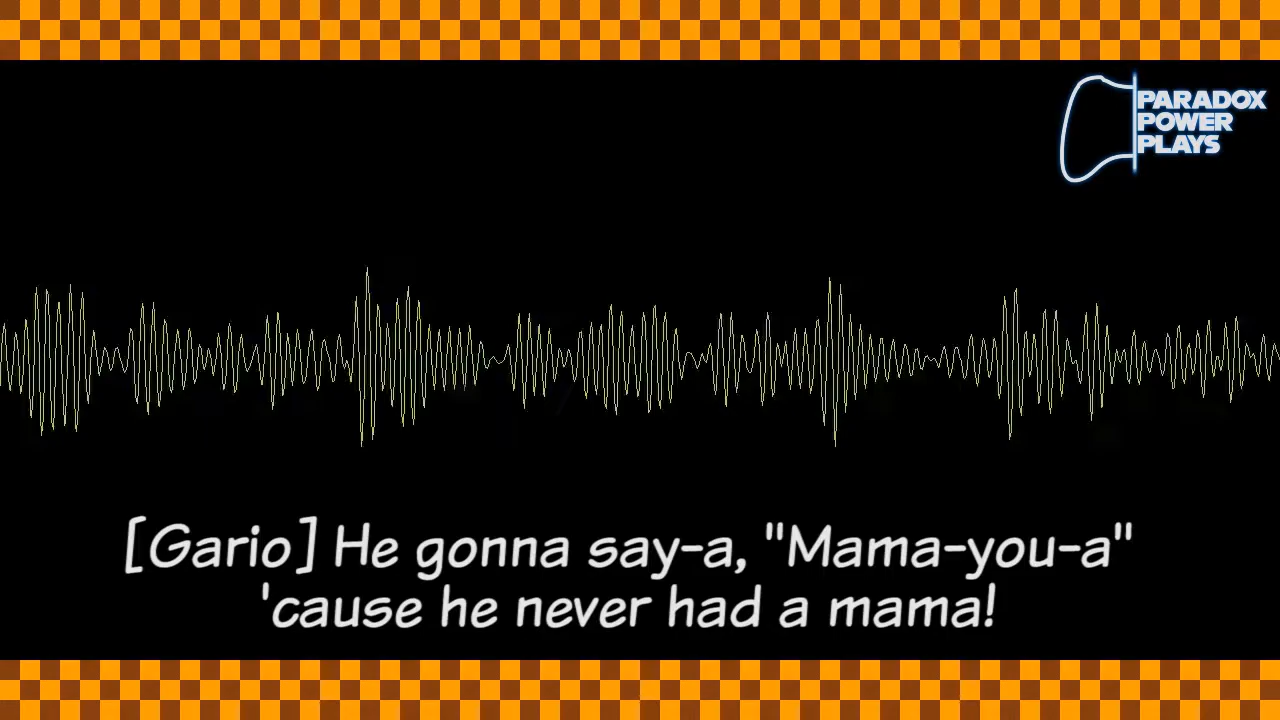 PARADOX
POWER
PLAYS
[Gario] He gonna say-a, "Mama-you-a"
'cause he never had a mama!